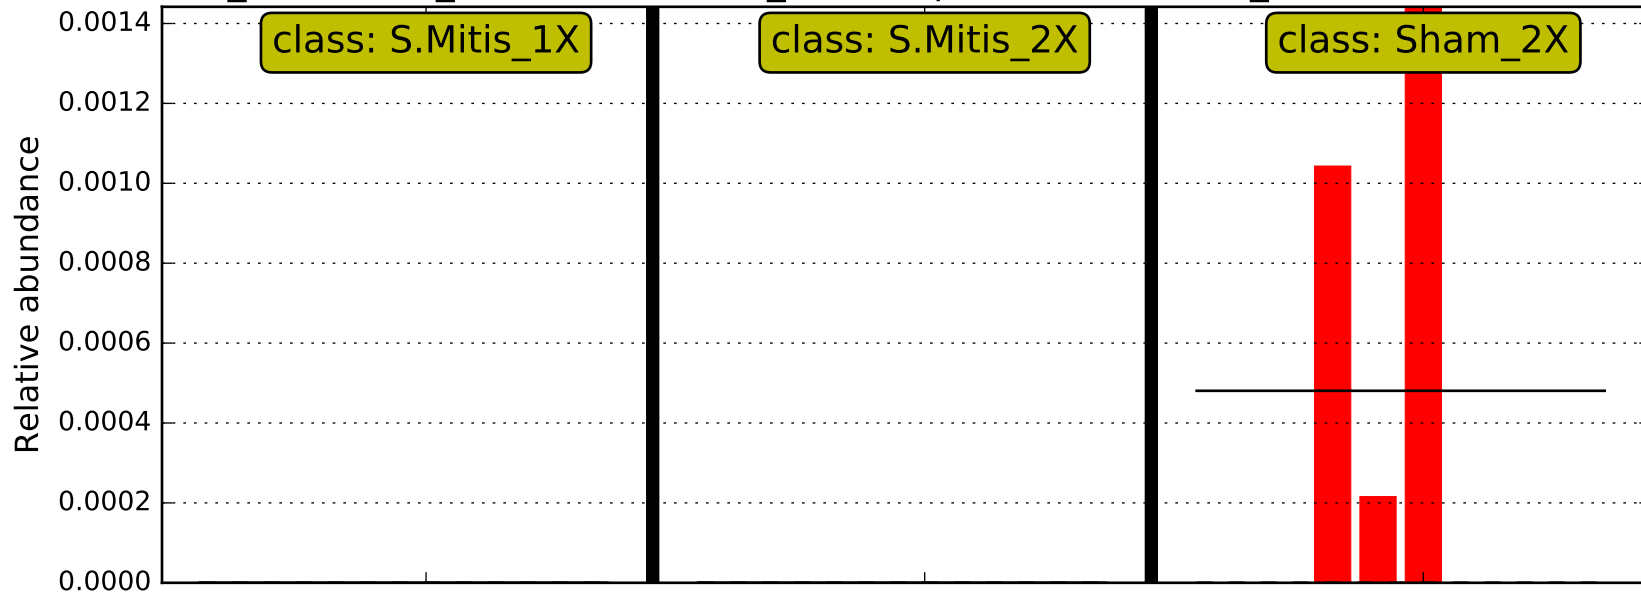 class: S.Mitis_1X
class: S.Mitis_2X
class: Sham_2X
Relative abundance
0.0014
0.0012
0.0010
0.0008
0.0006
0.0004
0.0002
0.0000